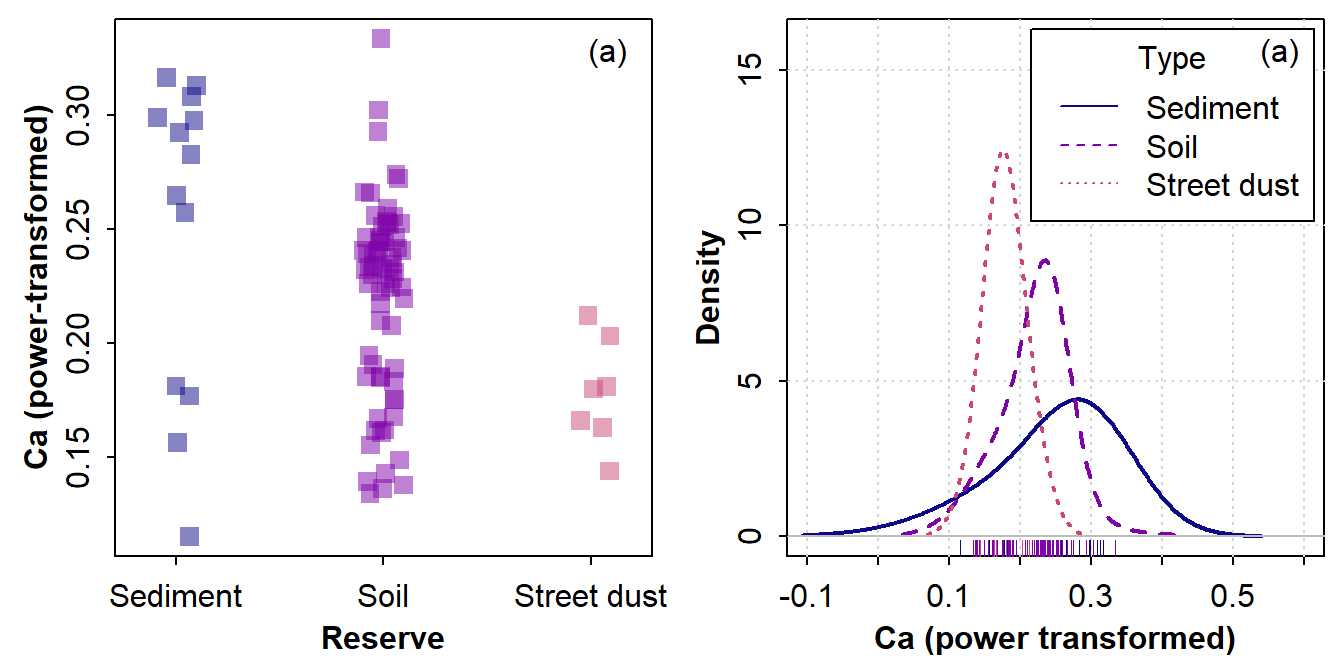 (a)
Ca (power-transformed)
0.30
0.25
0.20
0.15
Sediment Soil Street dust
Reserve
(a)
Type
Sediment
Soil
Street dust
Density
15
10
5
0
-0.1 0.1 0.3 0.5
Ca (power transformed)